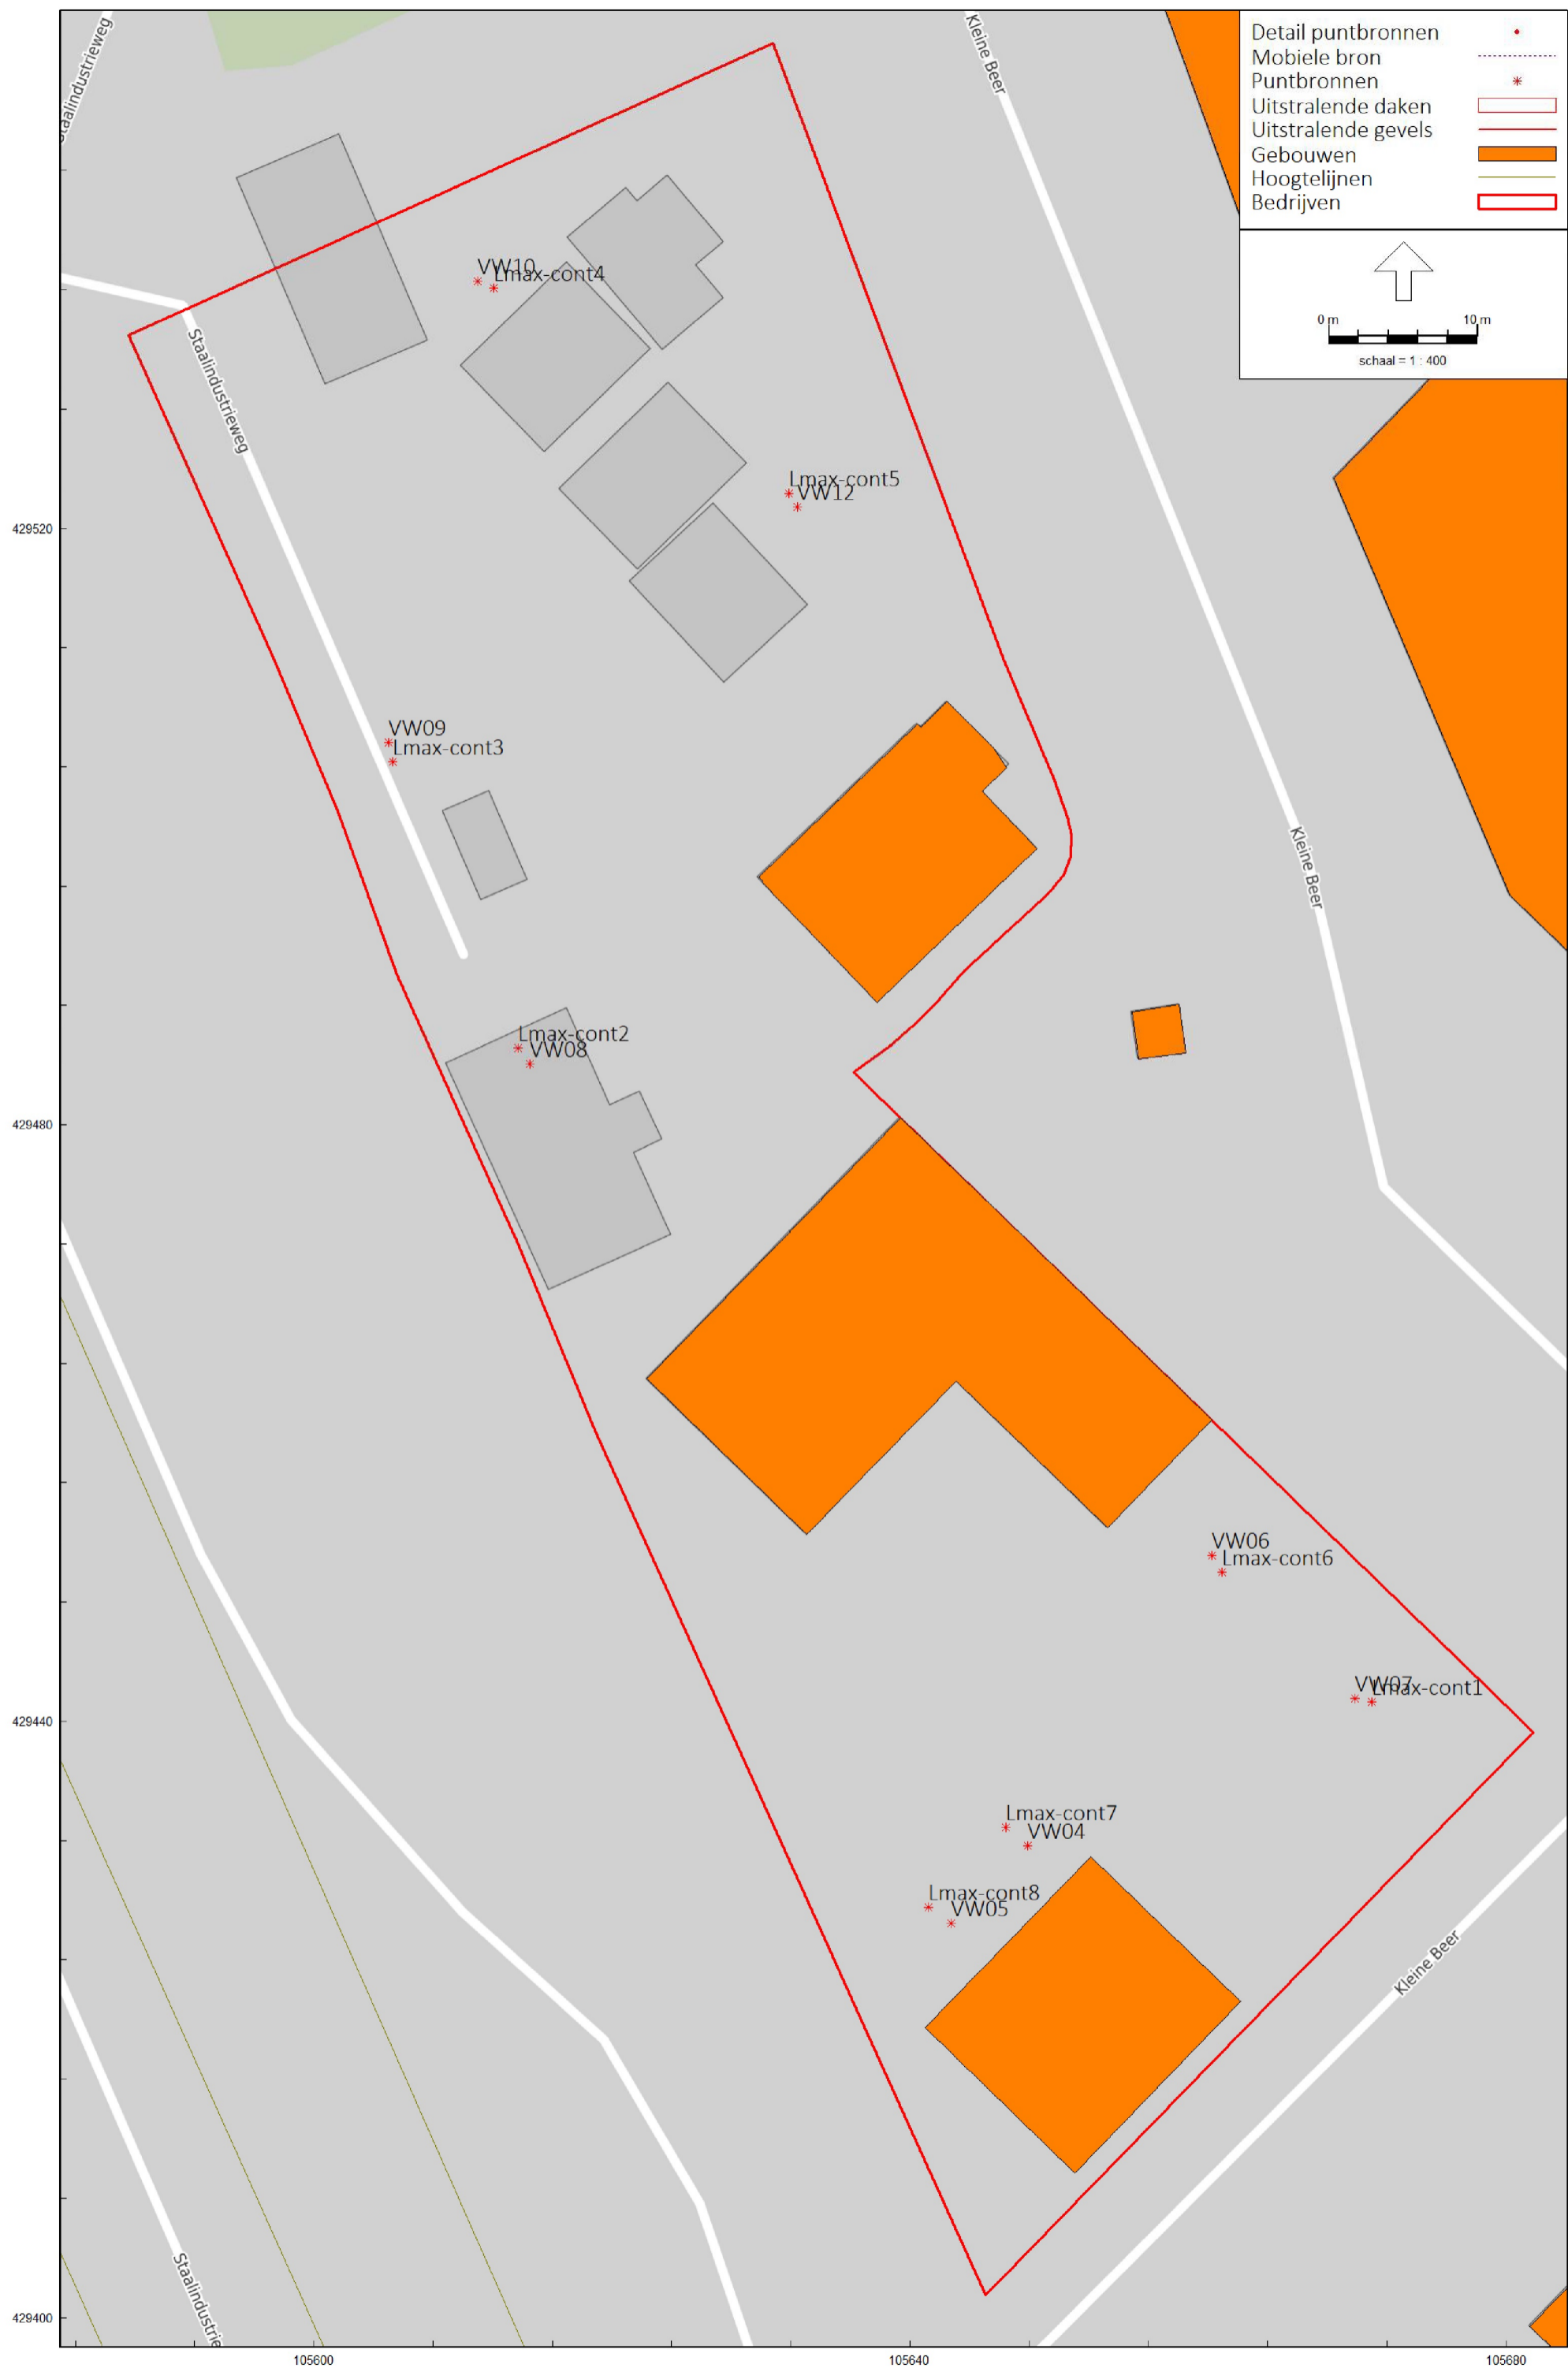 Detail puntbronnen
Mobiele bron
Puntbronnen
Uitstralende daken
Uitstralende gevels
Gebouwen
Hoogtelijnen
Bedrijven
0 m 10 m
schaal = 1 : 400
Staalindustrieweg
Kleine Beer
VW10
Lmax-cont4
Staalindustrieweg
Lmax-cont5
VW12
429520
VW09
Lmax-cont3
Kleine Beer
Lmax-cont2
VW08
429480
VW06
Lmax-cont6
VW07
Lmax-cont1
429440
Lmax-cont7
VW04
Lmax-cont8
VW05
Kleine Beer
Staalindustrie
429400
105600 105640 105680